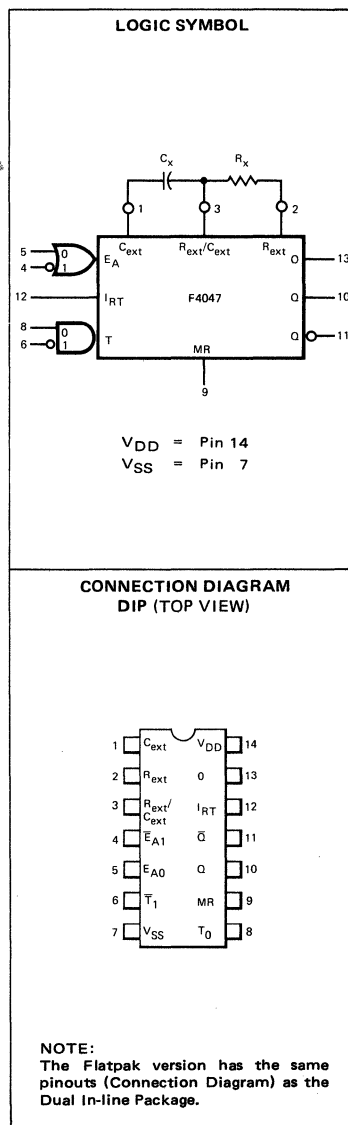 LOGIC SYMBOL
Cx Rx
1 3 2
Cext Rext/Cext Rext
5 0 EA O 13
4 1
12 IRT F4047 Q 10
8 0 T Q 11
6 1
MR
9
VDD = Pin 14
VSS = Pin 7
CONNECTION DIAGRAM
DIP (TOP VIEW)
1 Cext VDD 14
2 Rext 0 13
3 Rext/ Cext IRT 12
4 E̅A1 Q̅ 11
5 EA0 Q 10
6 T̅1 MR 9
7 VSS T0 8
NOTE:
The Flatpak version has the same
pinouts (Connection Diagram) as the
Dual In-line Package.